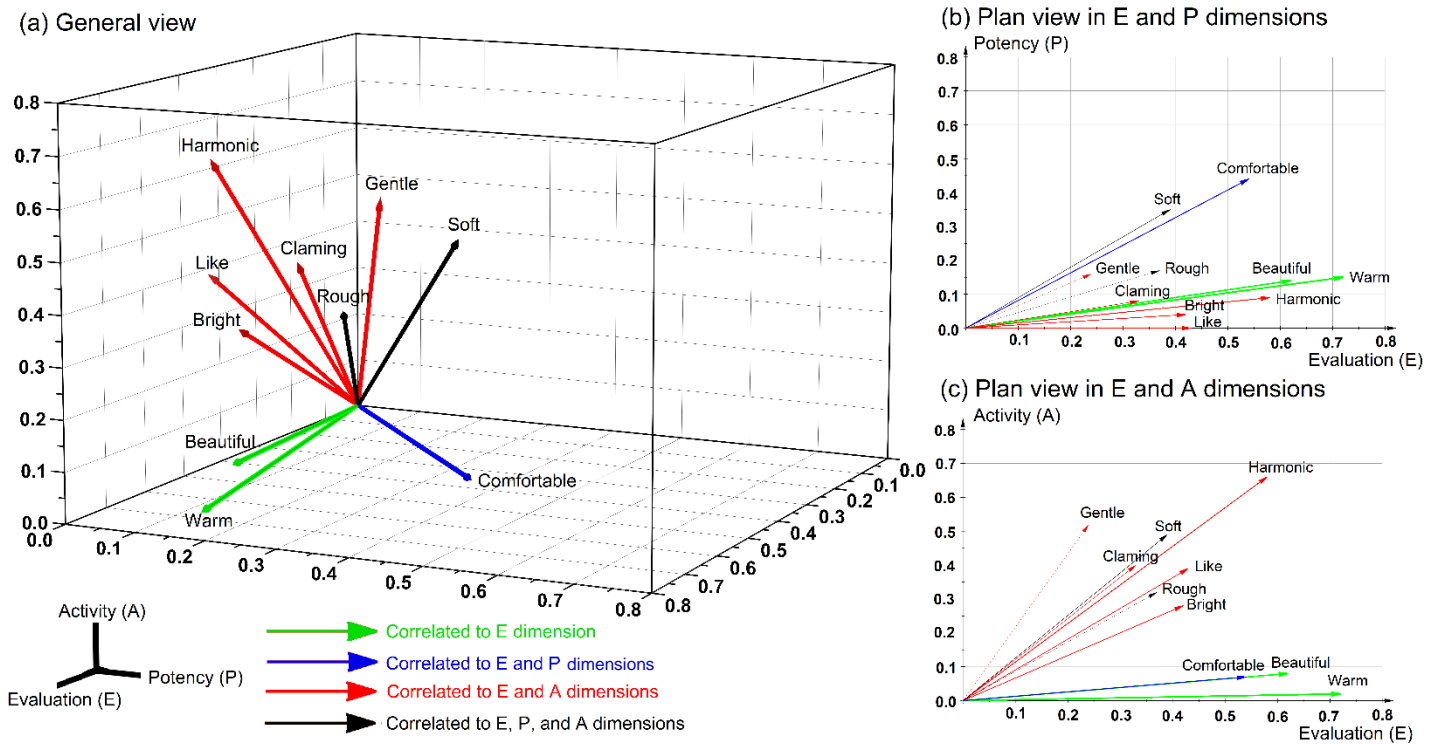 (a) General view
0.8
0.7
0.6
0.5
0.4
0.3
0.2
0.1
0.0
0.0
0.1
0.2
0.3
0.4
0.5
0.6
0.7
0.8
0.8
0.7
0.6
0.5
0.4
0.3
0.2
0.1
0.0
Harmonic
Gentle
Soft
Claming
Like
Rough
Bright
Beautiful
Comfortable
Warm
Activity (A)
Potency (P)
Evaluation (E)
Correlated to E dimension
Correlated to E and P dimensions
Correlated to E and A dimensions
Correlated to E, P, and A dimensions
(b) Plan view in E and P dimensions
Potency (P)
0.8
0.7
0.6
0.5
0.4
0.3
0.2
0.1
0.0
Comfortable
Soft
Gentle
Rough
Beautiful
Warm
Claming
Harmonic
Bright
Like
0.1
0.2
0.3
0.4
0.5
0.6
0.7
0.8
Evaluation (E)
(c) Plan view in E and A dimensions
Activity (A)
0.8
0.7
0.6
0.5
0.4
0.3
0.2
0.1
0.0
Harmonic
Gentle
Soft
Claming
Like
Rough
Bright
Comfortable
Beautiful
Warm
0.1
0.2
0.3
0.4
0.5
0.6
0.7
0.8
Evaluation (E)